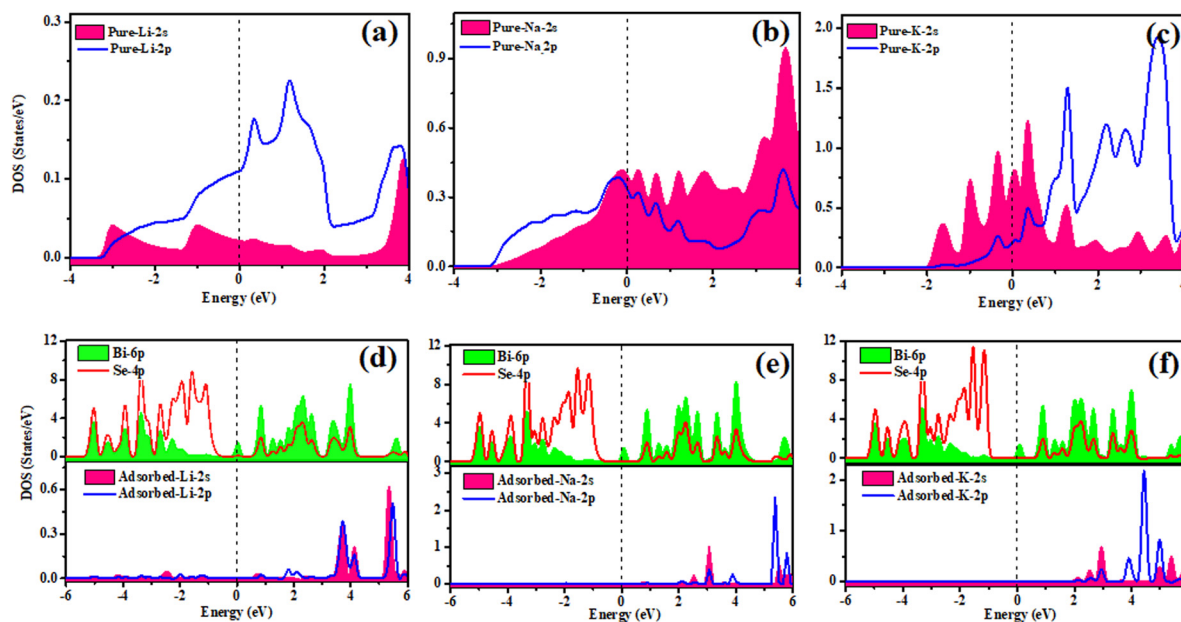 (a)
Pure-Li-2s
Pure-Li-2p
DOS (States/eV)
0.3
0.2
0.1
0.0
-4 -2 0 2 4
Energy (eV)
(b)
Pure-Na-2s
Pure-Na 2p
0.9
0.6
0.3
0.0
-4 -2 0 2 4
Energy (eV)
(c)
Pure-K-2s
Pure-K-2p
2.0
1.5
1.0
0.5
0.0
-4 -2 0 2 4
Energy (eV)
(d)
Bi-6p
Se-4p
DOS (States/eV)
12
8
4
0
Adsorbed-Li-2s
Adsorbed-Li-2p
0.6
0.3
0.0
-6 -4 -2 0 2 4 6
Energy (eV)
(e)
Bi-6p
Se-4p
12
8
4
0
Adsorbed-Na-2s
Adsorbed-Na-2p
3
2
1
0
-6 -4 -2 0 2 4 6
Energy (eV)
(f)
Bi-6p
Se-4p
12
8
4
0
Adsorbed-K-2s
Adsorbed-K-2p
2
1
0
-6 -4 -2 0 2 4
Energy (eV)